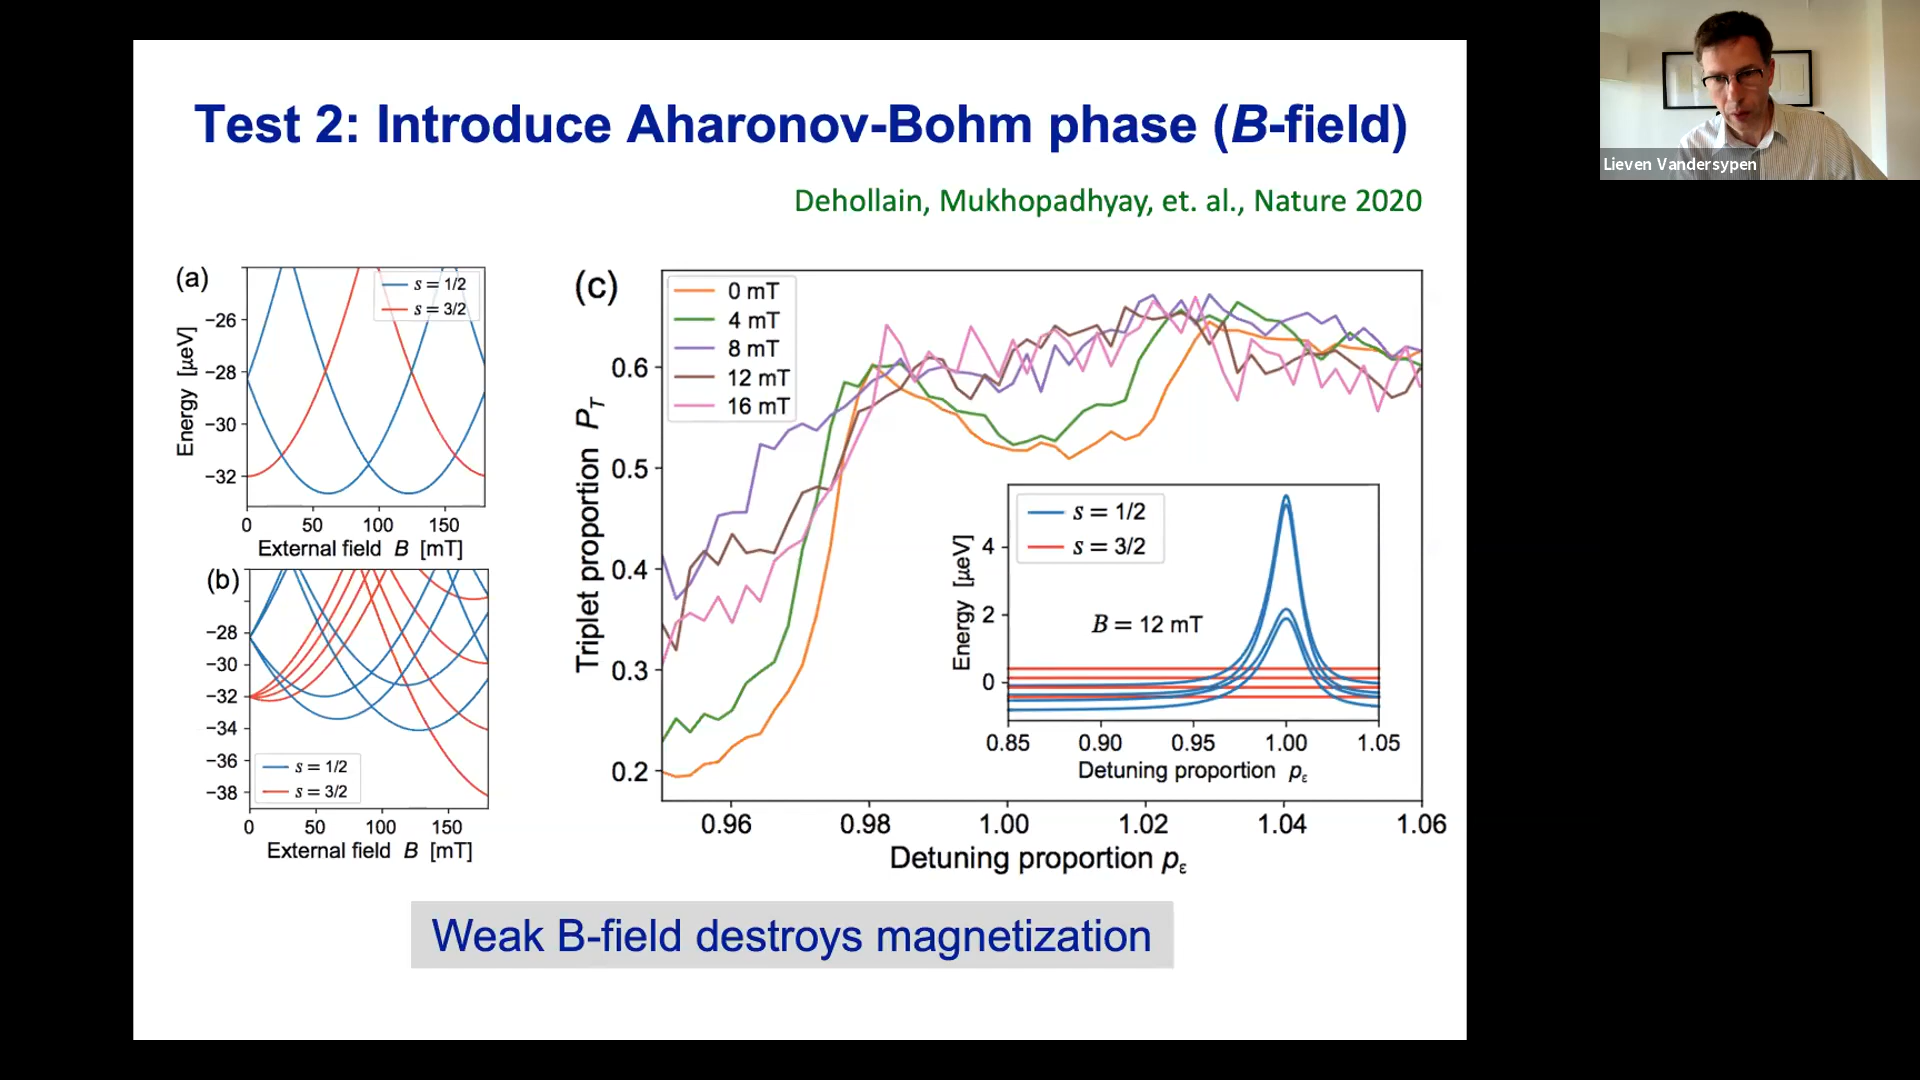 Test 2: Introduce Aharonov-Bohm phase (B-field)
Lieven Vandersypen
Dehollain, Mukhopadhyay, et. al., Nature 2020
(a)
s = 1/2
s = 3/2
−26
−28
−30
−32
Energy [μeV]
0 50 100 150
External field B [mT]
(b)
−28
−30
−32
−34
−36
−38
s = 1/2
s = 3/2
0 50 100 150
External field B [mT]
(c)
0 mT
4 mT
8 mT
12 mT
16 mT
0.6
0.5
0.4
0.3
0.2
Triplet proportion P_T
0.96 0.98 1.00 1.02 1.04 1.06
Detuning proportion p_ε
s = 1/2
s = 3/2
4
2
0
Energy [μeV]
B = 12 mT
0.85 0.90 0.95 1.00 1.05
Detuning proportion p_ε
Weak B-field destroys magnetization